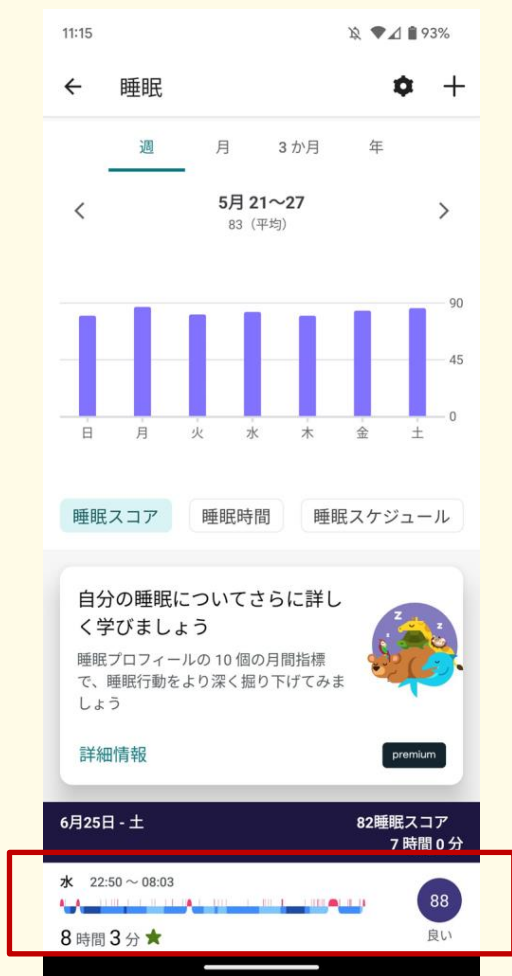 11:15 93%
睡眠
週 月 3 か月 年
5月 21～27
83（平均）
90
45
0
日 月 火 水 木 金 土
睡眠スコア 睡眠時間 睡眠スケジュール
自分の睡眠についてさらに詳し
く学びましょう
睡眠プロフィールの 10 個の月間指標
で、睡眠行動をより深く掘り下げてみま
しょう
詳細情報 premium
6月25日 - 土 82睡眠スコア
7 時間 0 分
水 22:50 ～ 08:03
88
8 時間 3 分 良い